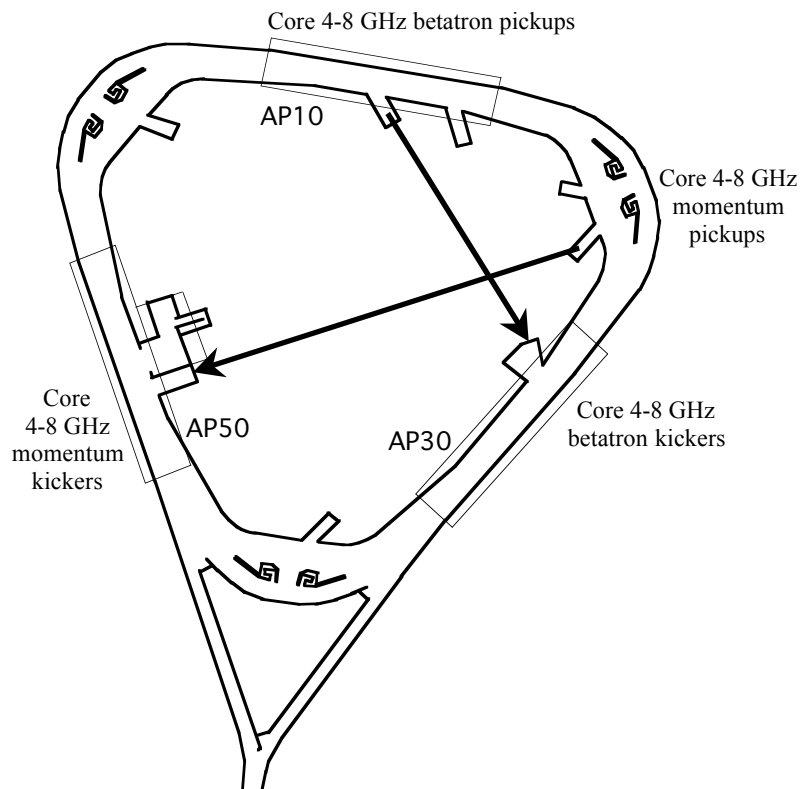 Core 4-8 GHz betatron pickups
AP10
Core 4-8 GHz
momentum
pickups
Core
4-8 GHz
momentum
kickers
AP50
AP30
Core 4-8 GHz
betatron kickers